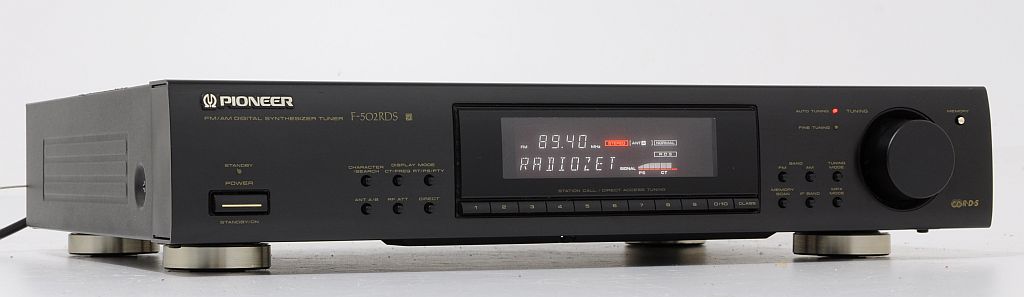 PIONEER
FM/AM DIGITAL SYNTHESIZER TUNER F-502RDS
STANDBY
POWER
STANDBY/ON
CHARACTER
/SEARCH
DISPLAY MODE
CT/FREQ RT/PS/PTY
ANT A/B RF ATT DIRECT
FM 89.40 MHz STEREO ANT NORMAL
RDS
RADIOZET SIGNAL
PS CT
STATION CALL / DIRECT ACCESS TUNING
1 2 3 4 5 6 7 8 9 0·10 CLASS
AUTO TUNING TUNING
FINE TUNING
MEMORY
BAND
FM AM
TUNING
MODE
MEMORY
SCAN
IF BAND
MPX
MODE
R·D·S